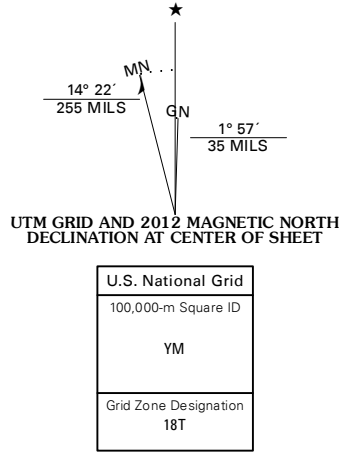 ★
MN
14° 22´
255 MILS
GN
1° 57´
35 MILS
UTM GRID AND 2012 MAGNETIC NORTH
DECLINATION AT CENTER OF SHEET
U.S. National Grid
100,000-m Square ID
YM
Grid Zone Designation
18T